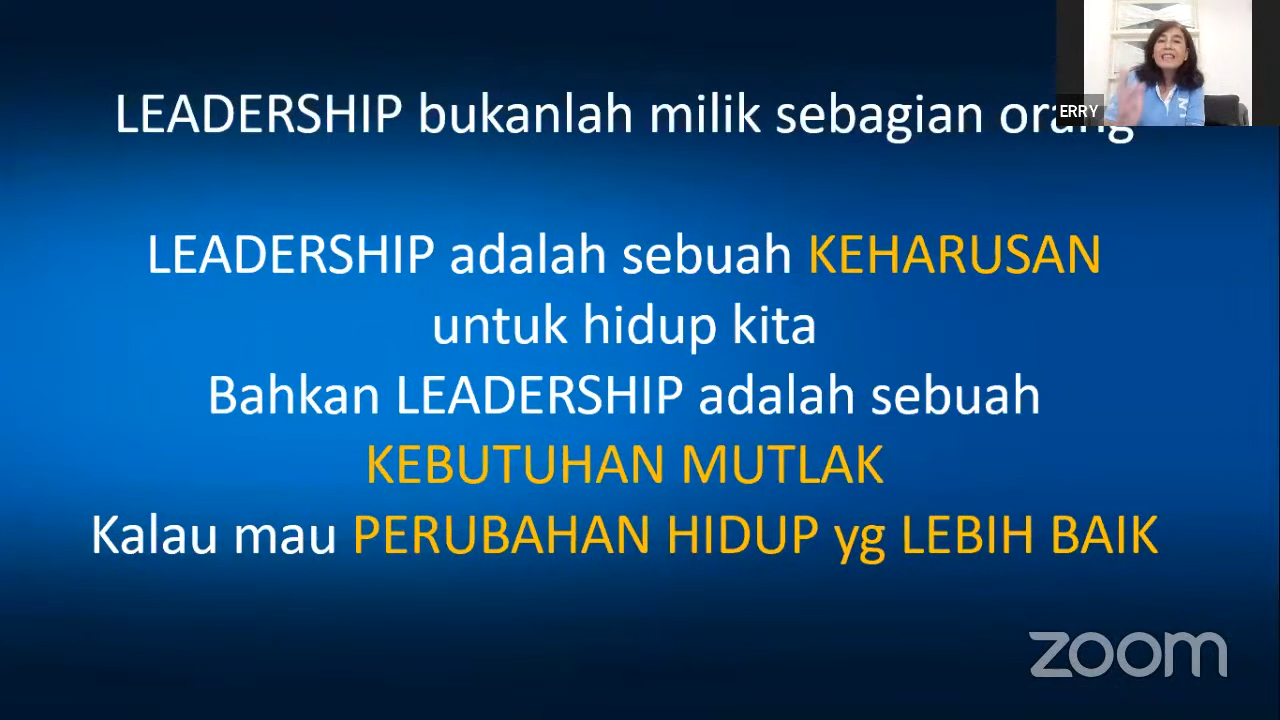 LEADERSHIP bukanlah milik sebagian orang
ERRY
LEADERSHIP adalah sebuah KEHARUSAN
untuk hidup kita
Bahkan LEADERSHIP adalah sebuah
KEBUTUHAN MUTLAK
Kalau mau PERUBAHAN HIDUP yg LEBIH BAIK
zoom